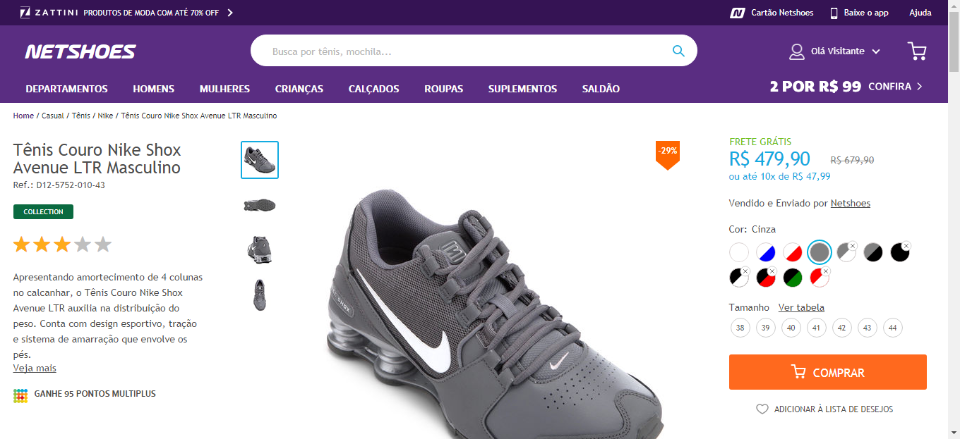 ZATTINI PRODUTOS DE MODA COM ATÉ 70% OFF
Cartão Netshoes Baixe o app Ajuda
NETSHOES
Busca por tênis, mochila...
Olá Visitante
DEPARTAMENTOS HOMENS MULHERES CRIANÇAS CALÇADOS ROUPAS SUPLEMENTOS SALDÃO
2 POR R$ 99 CONFIRA
Home / Casual / Tênis / Nike / Tênis Couro Nike Shox Avenue LTR Masculino
Tênis Couro Nike Shox
Avenue LTR Masculino
Ref.: D12-5752-010-43
COLLECTION
Apresentando amortecimento de 4 colunas
no calcanhar, o Tênis Couro Nike Shox
Avenue LTR auxilia na distribuição do
peso. Conta com design esportivo, tração
e sistema de amarração que envolve os
pés.
Veja mais
GANHE 95 PONTOS MULTIPLUS
-29%
SHOX
FRETE GRÁTIS
R$ 479,90 R$ 679,90
ou até 10x de R$ 47,99
Vendido e Enviado por Netshoes
Cor: Cinza
Tamanho Ver tabela
38 39 40 41 42 43 44
COMPRAR
ADICIONAR À LISTA DE DESEJOS